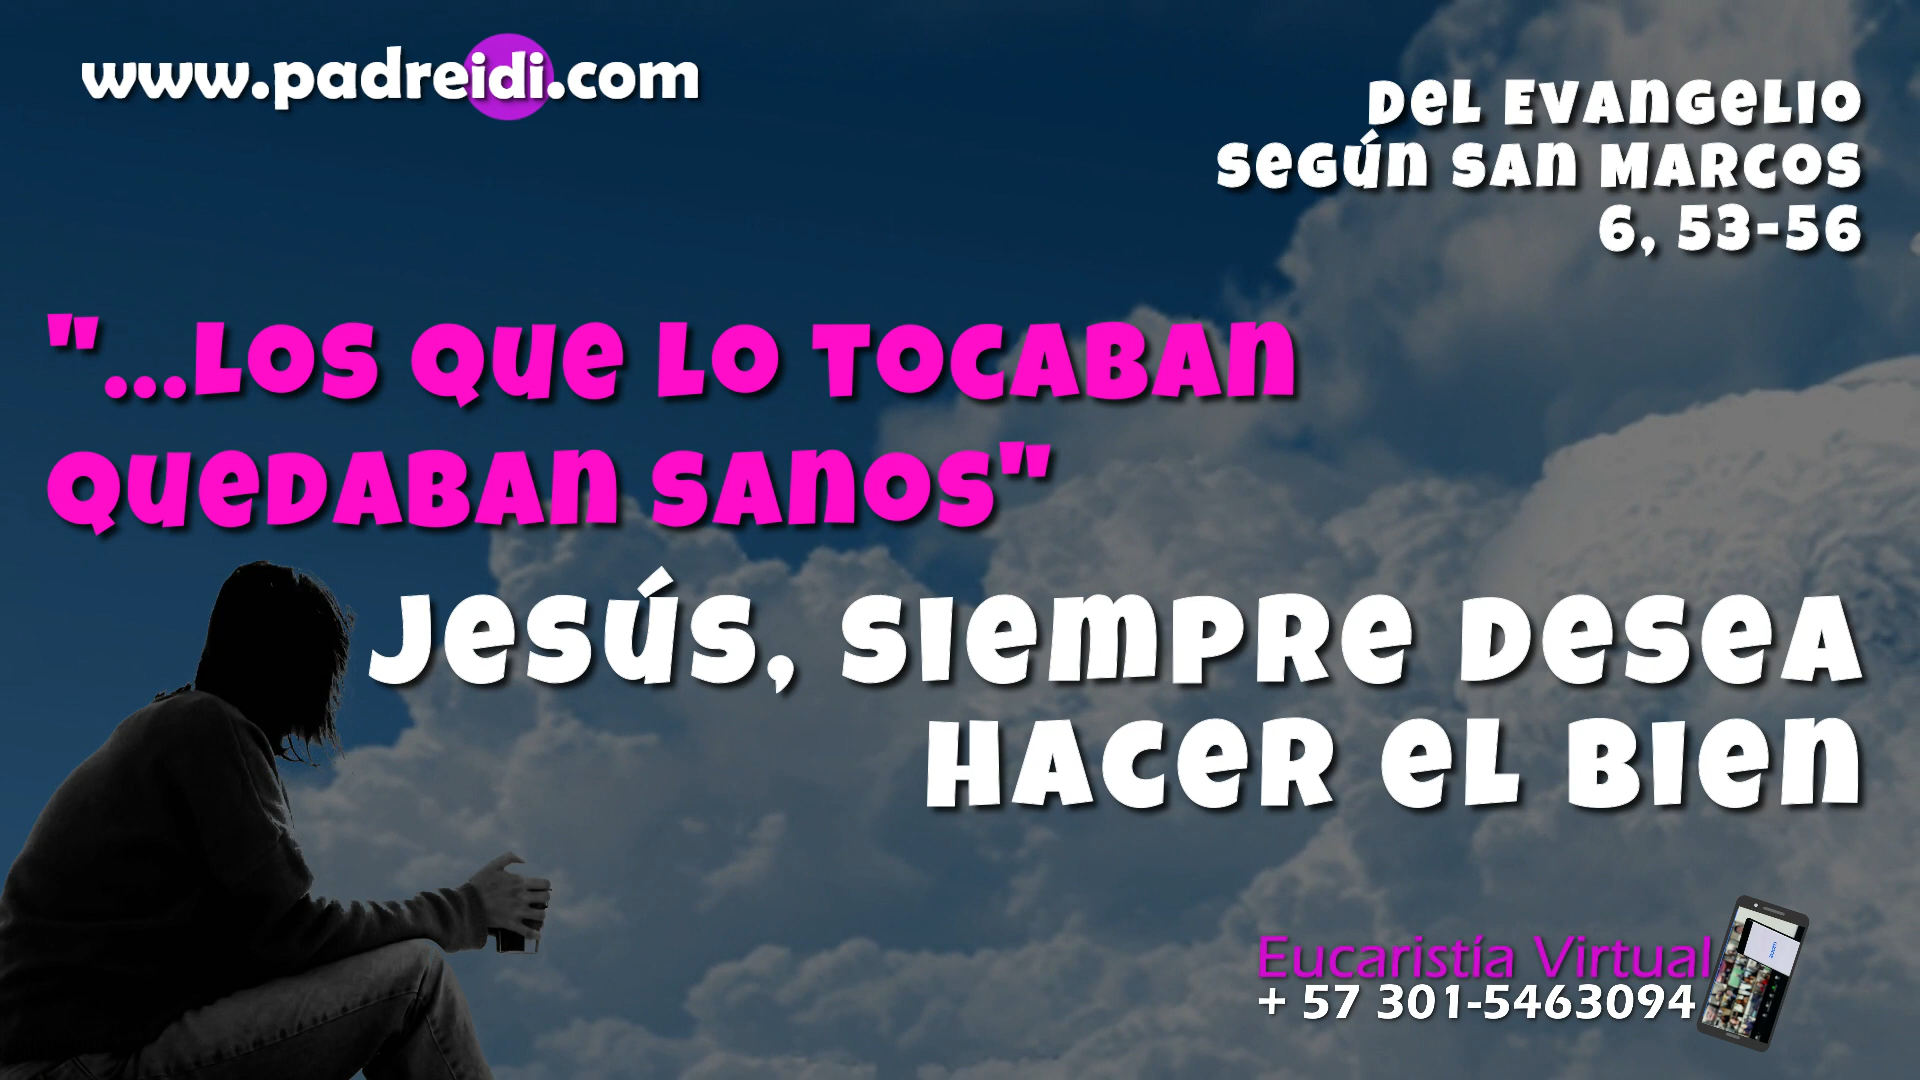 www.padreidi.com
Del Evangelio
según San Marcos
6, 53-56
"...los que lo tocaban
quedaban sanos"
Jesús, siempre desea
hacer el bien
Eucaristía Virtual
+ 57 301-5463094
zoom